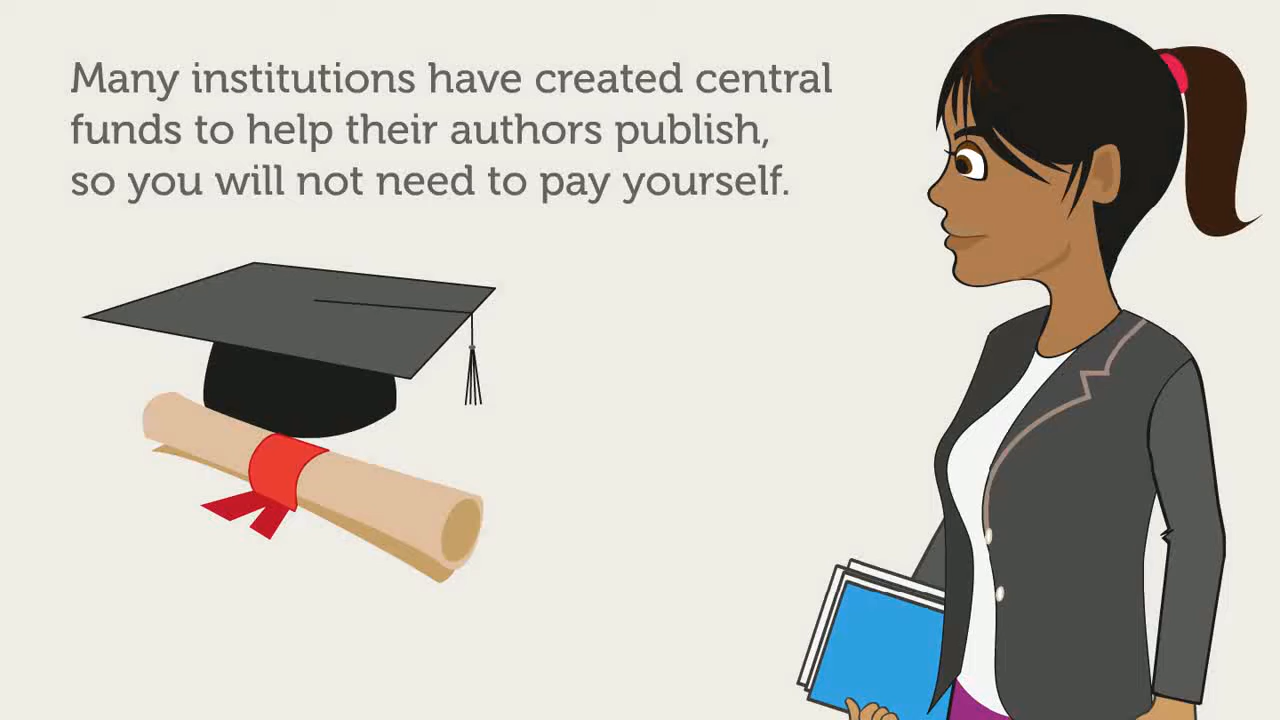 Many institutions have created central
funds to help their authors publish,
so you will not need to pay yourself.